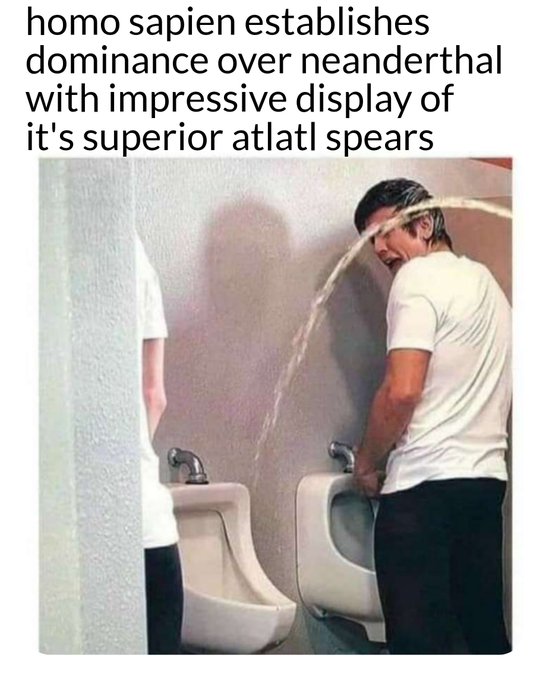 homo sapien establishes
dominance over neanderthal
with impressive display of
it's superior atlatl spears